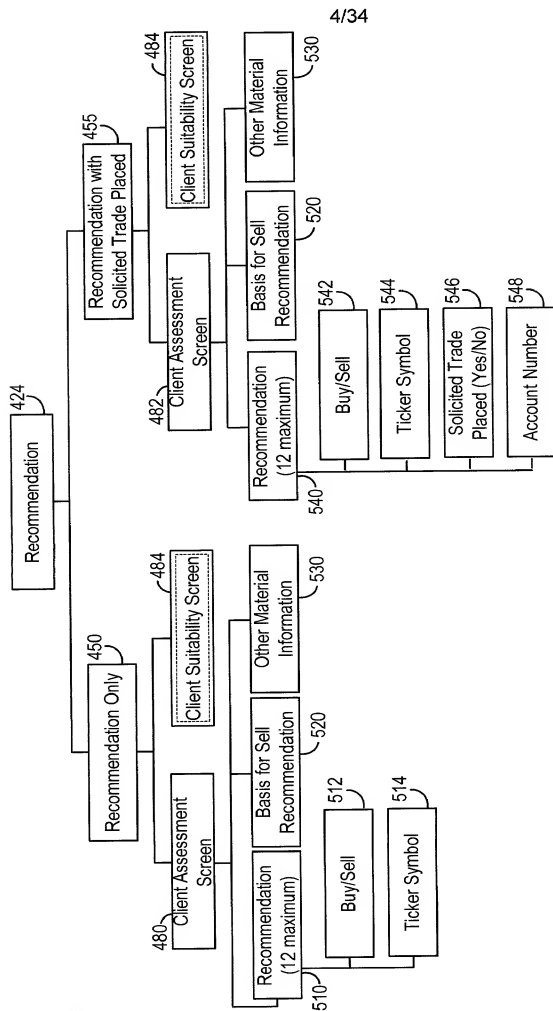 4/34
424
Recommendation
450
Recommendation Only
455
Recommendation with
Solicited Trade Placed
480
Client Assessment
Screen
484
Client Suitability Screen
482
Client Assessment
Screen
484
Client Suitability Screen
510
Recommendation
(12 maximum)
520
Basis for Sell
Recommendation
530
Other Material
Information
540
Recommendation
(12 maximum)
520
Basis for Sell
Recommendation
530
Other Material
Information
512
Buy/Sell
514
Ticker Symbol
542
Buy/Sell
544
Ticker Symbol
546
Solicited Trade
Placed (Yes/No)
548
Account Number